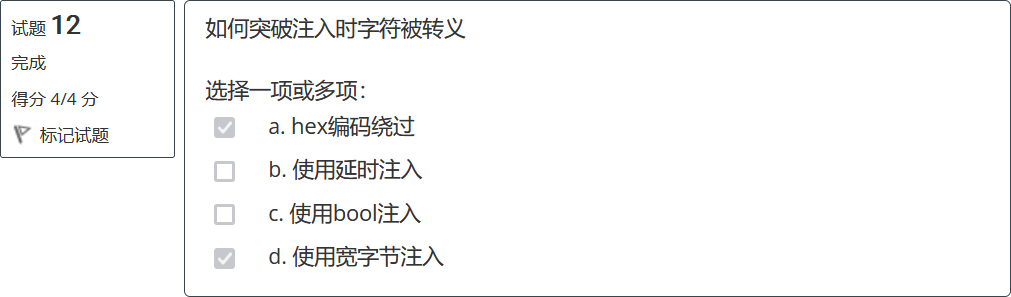 试题 12
完成
得分 4/4 分
标记试题
如何突破注入时字符被转义
选择一项或多项：
a. hex编码绕过
b. 使用延时注入
c. 使用bool注入
d. 使用宽字节注入